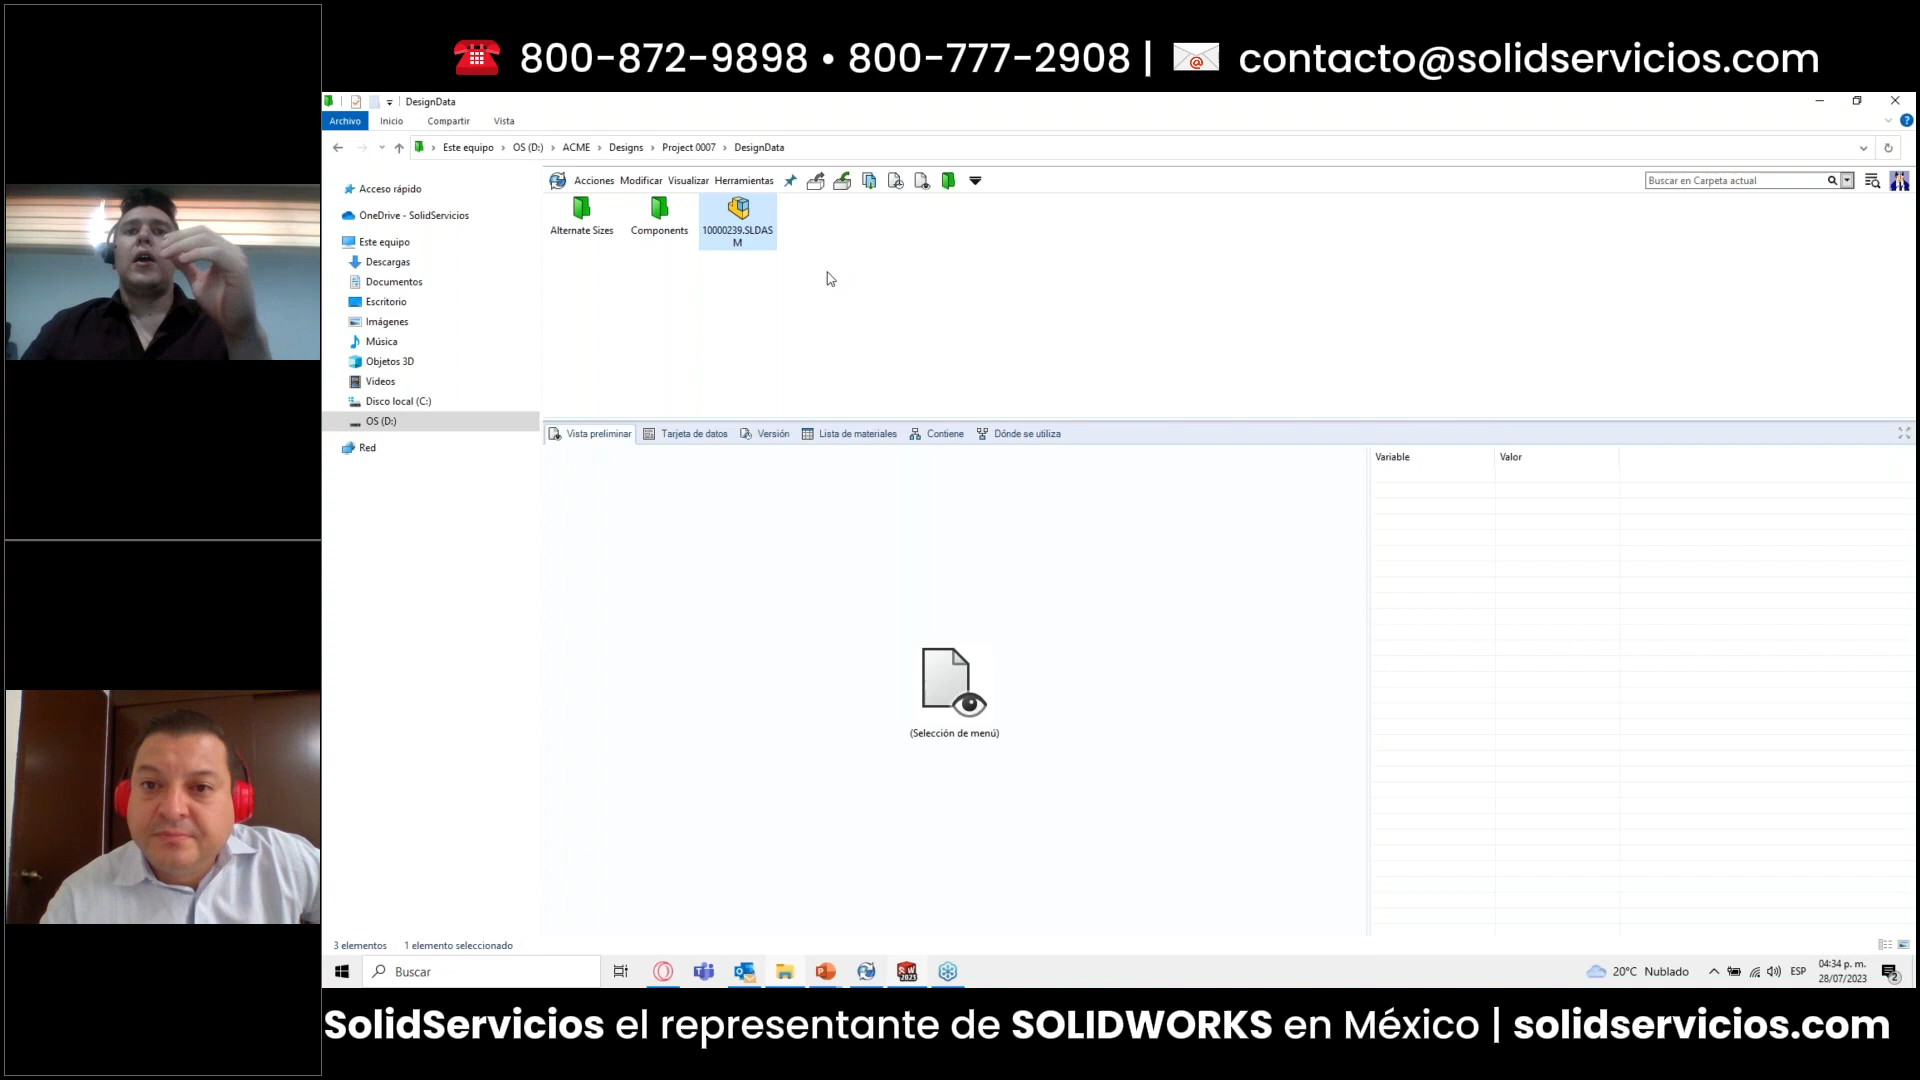 800-872-9898 • 800-777-2908 | contacto@solidservicios.com
DesignData
Archivo Inicio Compartir Vista
Este equipo › OS (D:) › ACME › Designs › Project 0007 › DesignData
Acciones Modificar Visualizar Herramientas
Buscar en Carpeta actual
Acceso rápido
OneDrive - SolidServicios
Este equipo
Descargas
Documentos
Escritorio
Imágenes
Música
Objetos 3D
Videos
Disco local (C:)
OS (D:)
Red
Alternate Sizes
Components
10000239.SLDAS
M
Vista preliminar Tarjeta de datos Versión Lista de materiales Contiene Dónde se utiliza
Variable Valor
(Selección de menú)
3 elementos 1 elemento seleccionado
Buscar
20°C Nublado
ESP
04:34 p. m.
28/07/2023
2
SolidServicios el representante de SOLIDWORKS en México | solidservicios.com